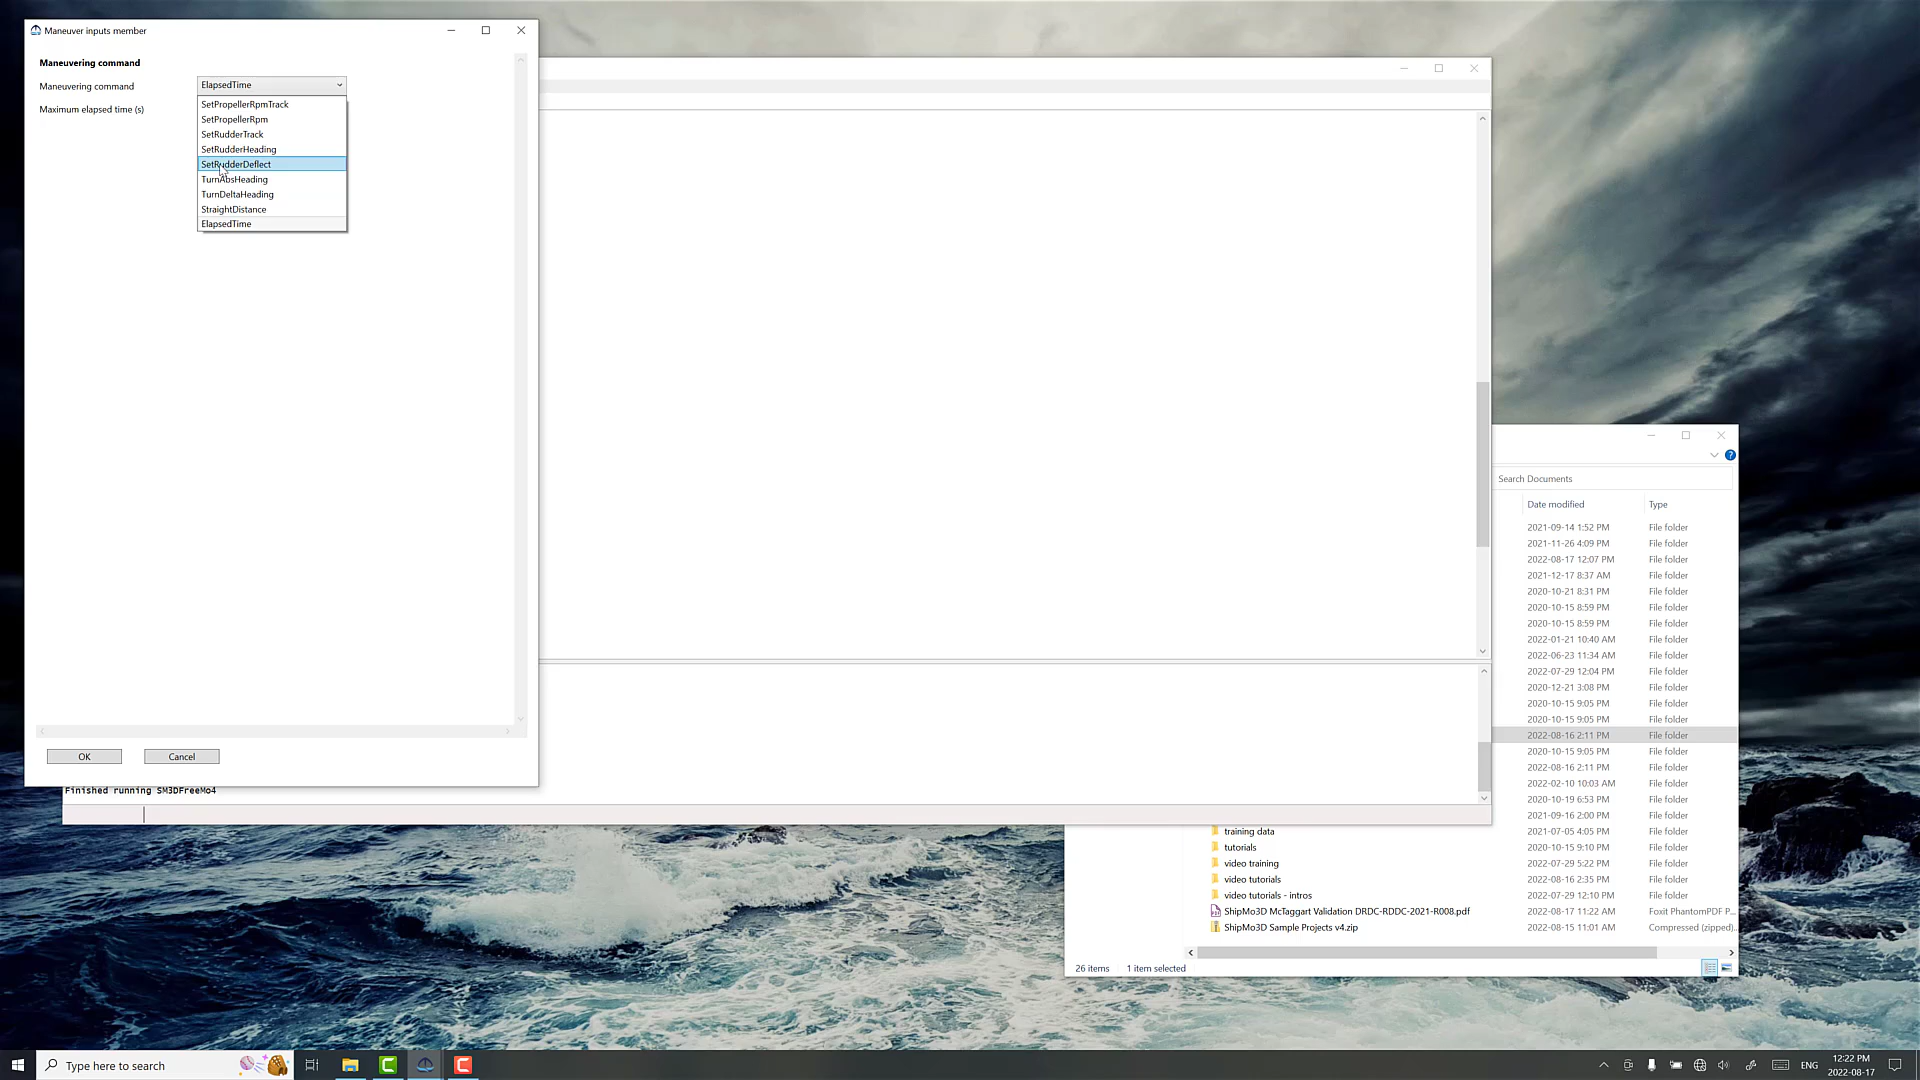 Maneuver inputs member
Maneuvering command
Maneuvering command
ElapsedTime
Maximum elapsed time (s)
SetPropellerRpmTrack
SetPropellerRpm
SetRudderTrack
SetRudderHeading
SetRudderDeflect
TurnAbsHeading
TurnDeltaHeading
StraightDistance
ElapsedTime
OK
Cancel
Finished running SM3DFreeMo4
Search Documents
Date modified
Type
2021-09-14 1:52 PM File folder
2021-11-26 4:09 PM File folder
2022-08-17 12:07 PM File folder
2021-12-17 8:37 AM File folder
2020-10-21 8:31 PM File folder
2020-10-15 8:59 PM File folder
2020-10-15 8:59 PM File folder
2022-01-21 10:40 AM File folder
2022-06-23 11:34 AM File folder
2022-07-29 12:04 PM File folder
2020-12-21 3:08 PM File folder
2020-10-15 9:05 PM File folder
2020-10-15 9:05 PM File folder
2022-08-16 2:11 PM File folder
2020-10-15 9:05 PM File folder
2022-08-16 2:11 PM File folder
2022-02-10 10:03 AM File folder
2020-10-19 6:53 PM File folder
2021-09-16 2:00 PM File folder
training data 2021-07-05 4:05 PM File folder
tutorials 2020-10-15 9:10 PM File folder
video training 2022-07-29 5:22 PM File folder
video tutorials 2022-08-16 2:35 PM File folder
video tutorials - intros 2022-07-29 12:10 PM File folder
ShipMo3D McTaggart Validation DRDC-RDDC-2021-R008.pdf 2022-08-17 11:22 AM Foxit PhantomPDF P...
ShipMo3D Sample Projects v4.zip 2022-08-15 11:01 AM Compressed (zipped)...
26 items 1 item selected
Type here to search
ENG
12:22 PM
2022-08-17